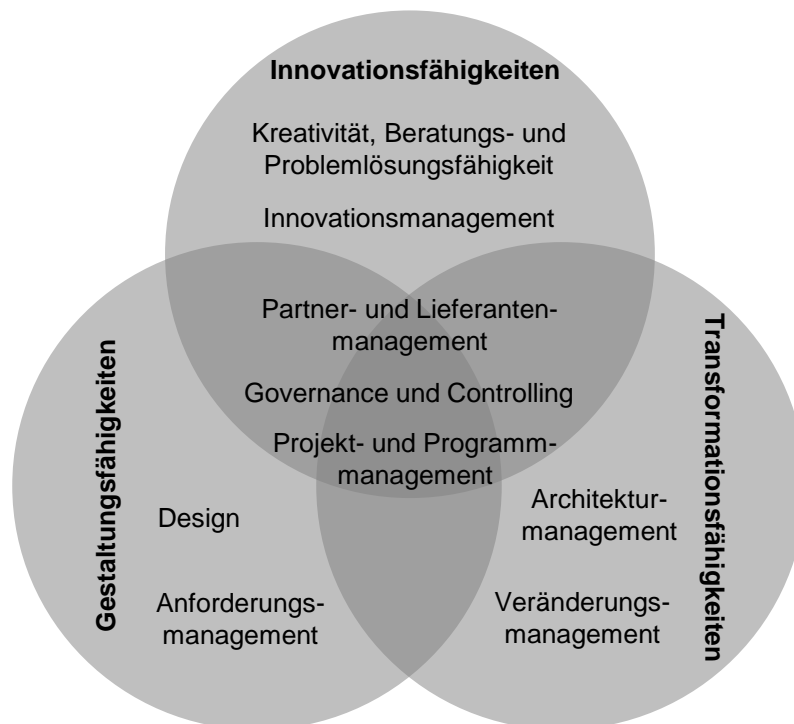 Innovationsfähigkeiten
Kreativität, Beratungs- und
Problemlösungsfähigkeit
Innovationsmanagement
Partner- und Lieferanten-
management
Governance und Controlling
Projekt- und Programm-
management
Gestaltungsfähigkeiten
Design
Anforderungs-
management
Architektur-
management
Veränderungs-
management
Transformationsfähigkeiten